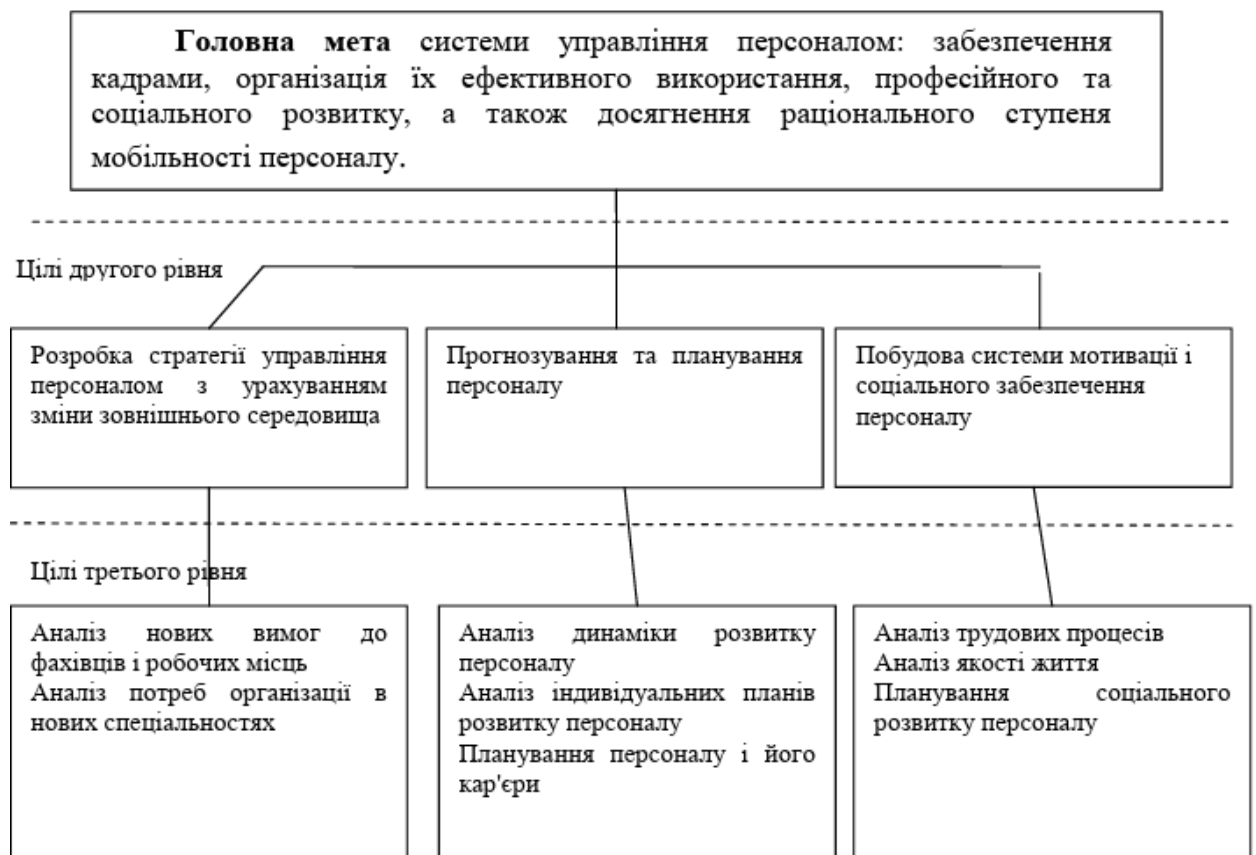 Головна мета системи управління персоналом: забезпечення
кадрами, організація їх ефективного використання, професійного та
соціального розвитку, а також досягнення раціонального ступеня
мобільності персоналу.
Цілі другого рівня
Розробка стратегії управління
персоналом з урахуванням
зміни зовнішнього середовища
Прогнозування та планування
персоналу
Побудова системи мотивації і
соціального забезпечення
персоналу
Цілі третього рівня
Аналіз нових вимог до
фахівців і робочих місць
Аналіз потреб організації в
нових спеціальностях
Аналіз динаміки розвитку
персоналу
Аналіз індивідуальних планів
розвитку персоналу
Планування персоналу і його
кар'єри
Аналіз трудових процесів
Аналіз якості життя
Планування соціального
розвитку персоналу